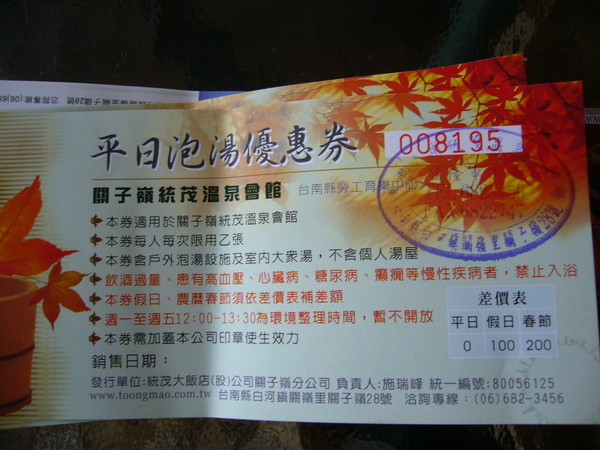 平日泡湯優惠券
008195
關子嶺統茂溫泉會館 台南縣勞工育樂中心
本券適用於關子嶺統茂溫泉會館
本券每人每次限用乙張
本券含戶外泡湯設施及室內大眾湯，不含個人湯屋
飲酒過量、患有高血壓、心臟病、糖尿病、癲癇等慢性疾病者，禁止入浴
本券假日、農曆春節須依差價表補差額
週一至週五12:00-13:30為環境整理時間，暫不開放
本券需加蓋本公司印章使生效力
差價表
平日 假日 春節
0 100 200
銷售日期：
發行單位:統茂大飯店(股)公司關子嶺分公司 負責人:施瑞峰 統一編號:80056125
www.toongmao.com.tw 台南縣白河鎮關嶺里關子嶺28號 洽詢專線：(06)682-3456